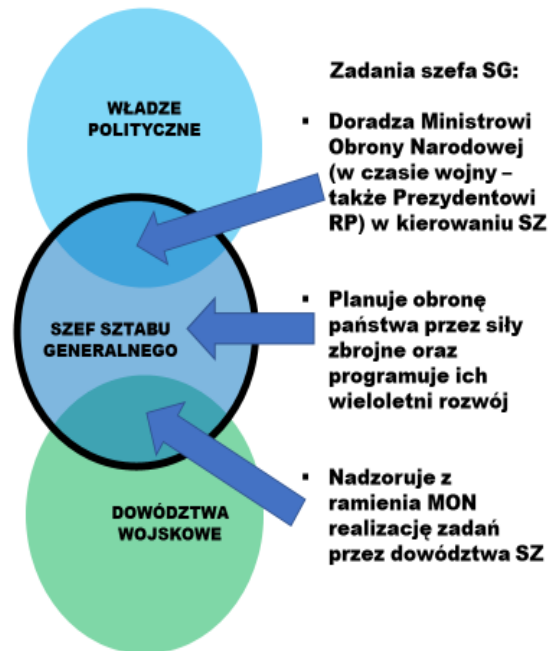 WŁADZE
POLITYCZNE
SZEF SZTABU
GENERALNEGO
DOWÓDZTWA
WOJSKOWE
Zadania szefa SG:
▪ Doradza Ministrowi
Obrony Narodowej
(w czasie wojny –
także Prezydentowi
RP) w kierowaniu SZ
▪ Planuje obronę
państwa przez siły
zbrojne oraz
programuje ich
wieloletni rozwój
▪ Nadzoruje z
ramienia MON
realizację zadań
przez dowództwa SZ